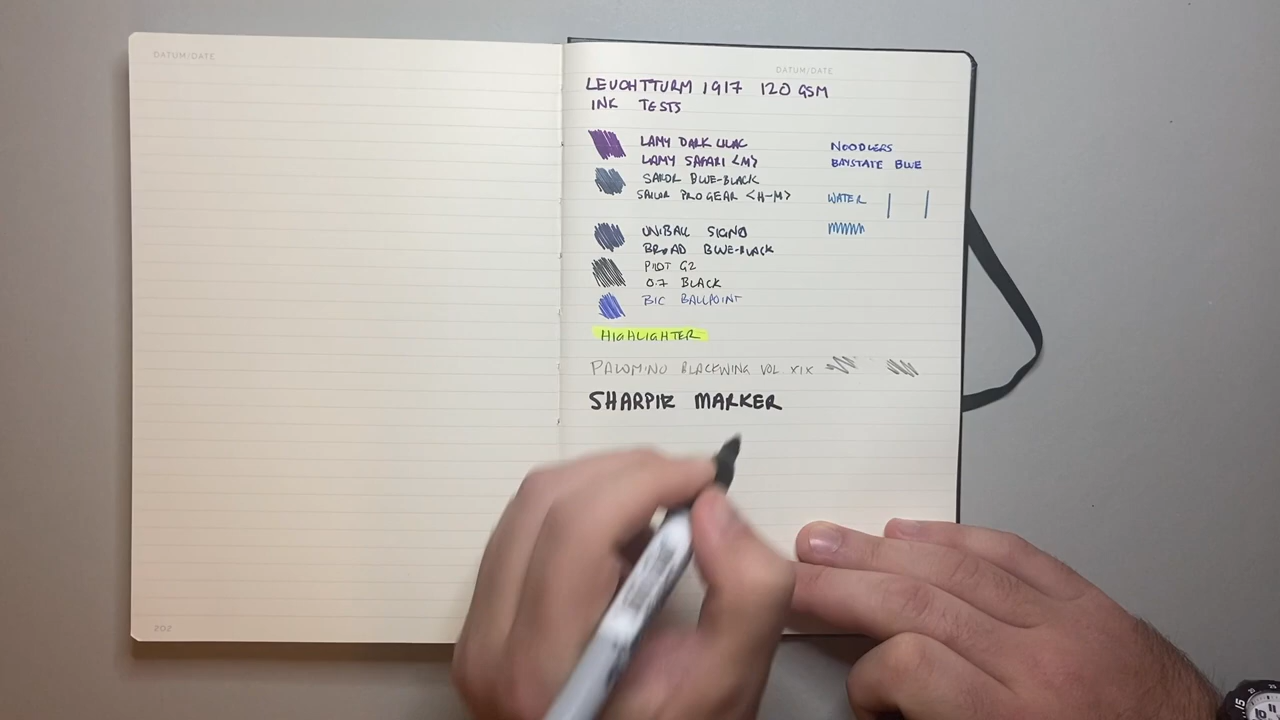 DATUM/DATE
DATUM/DATE
LEUCHTTURM 1917 120 GSM
INK TESTS
LAMY DARK LILAC
LAMY SAFARI <M>
SAILOR BLUE-BLACK
SAILOR PRO GEAR <H-M>
NOODLERS
BAYSTATE BLUE
WATER
UNIBALL SIGNO
BROAD BLUE-BLACK
PILOT G2
0.7 BLACK
BIC BALLPOINT
HIGHLIGHTER
PALOMINO BLACKWING VOL XIX
SHARPIE MARKER
202